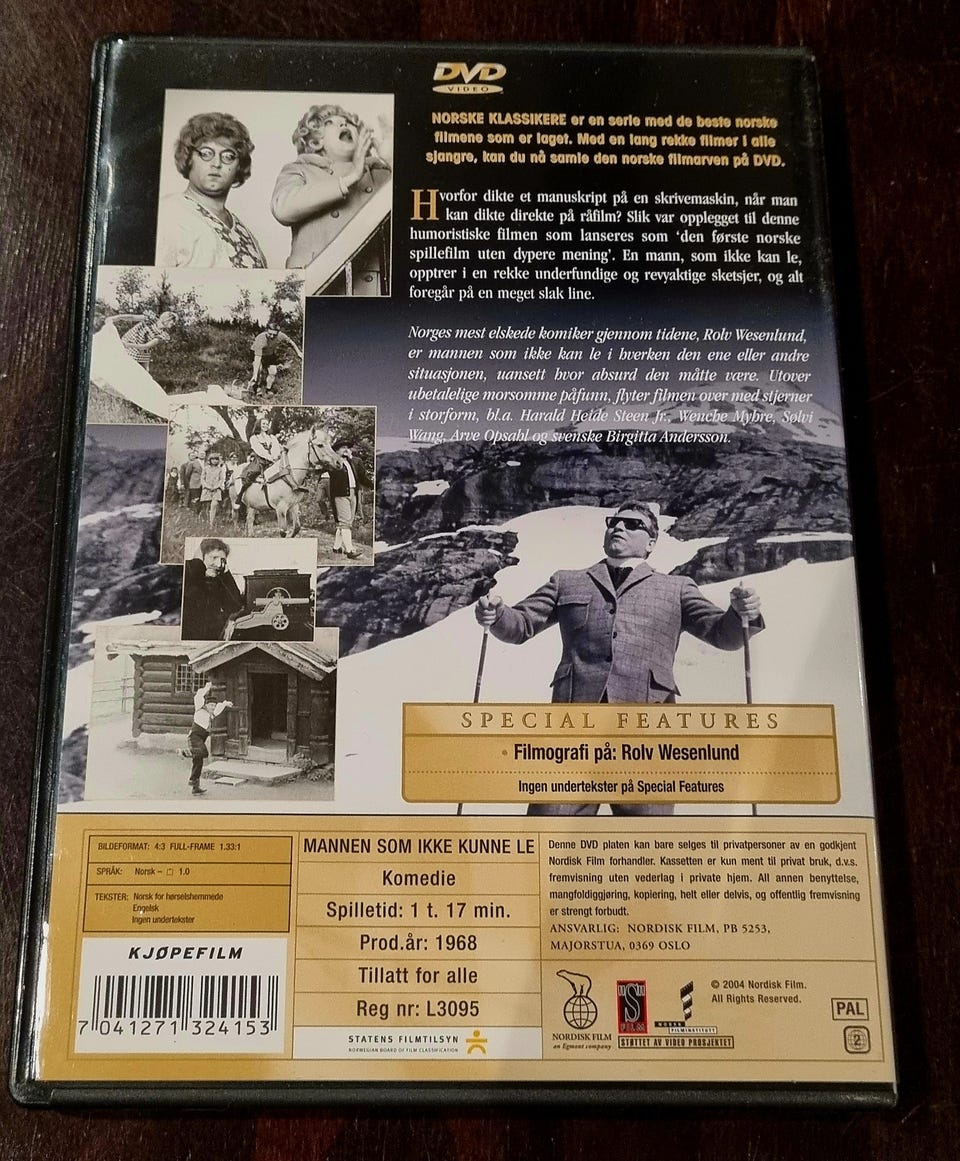 DVD
VIDEO
NORSKE KLASSIKERE er en serie med de beste norske
filmene som er laget. Med en lang rekke filmer i alle
sjangre, kan du nå samle den norske filmarven på DVD.
Hvorfor dikte et manuskript på en skrivemaskin, når man
kan dikte direkte på råfilm? Slik var opplegget til denne
humoristiske filmen som lanseres som 'den første norske
spillefilm uten dypere mening'. En mann, som ikke kan le,
opptrer i en rekke underfundige og revyaktige sketsjer, og alt
foregår på en meget slak line.
Norges mest elskede komiker gjennom tidene, Rolv Wesenlund,
er mannen som ikke kan le i hverken den ene eller andre
situasjonen, uansett hvor absurd den måtte være. Utover
ubetalelige morsomme påfunn, flyter filmen over med stjerner
i storform, bl.a. Harald Heide Steen Jr., Wenche Myhre, Sølvi
Wang, Arve Opsahl og svenske Birgitta Andersson.
SPECIAL FEATURES
• Filmografi på: Rolv Wesenlund
Ingen undertekster på Special Features
BILDEFORMAT: 4:3 FULL-FRAME 1.33:1
SPRÅK: Norsk – 1.0
TEKSTER: Norsk for hørselshemmede
Engelsk
Ingen undertekster
KJØPEFILM
7 041271 324153
MANNEN SOM IKKE KUNNE LE
Komedie
Spilletid: 1 t. 17 min.
Prod.år: 1968
Tillatt for alle
Reg nr: L3095
STATENS FILMTILSYN
NORWEGIAN BOARD OF FILM CLASSIFICATION
Denne DVD platen kan bare selges til privatpersoner av en godkjent
Nordisk Film forhandler. Kassetten er kun ment til privat bruk, d.v.s.
fremvisning uten vederlag i private hjem. All annen benyttelse,
mangfoldiggjøring, kopiering, helt eller delvis, og offentlig fremvisning
er strengt forbudt.
ANSVARLIG: NORDISK FILM, PB 5253,
MAJORSTUA, 0369 OSLO
NORDISK FILM
an Egmont company
S
FILM
NORSK
FILMINSTITUTT
STØTTET AV VIDEO PROSJEKTET
© 2004 Nordisk Film.
All Rights Reserved.
PAL
2